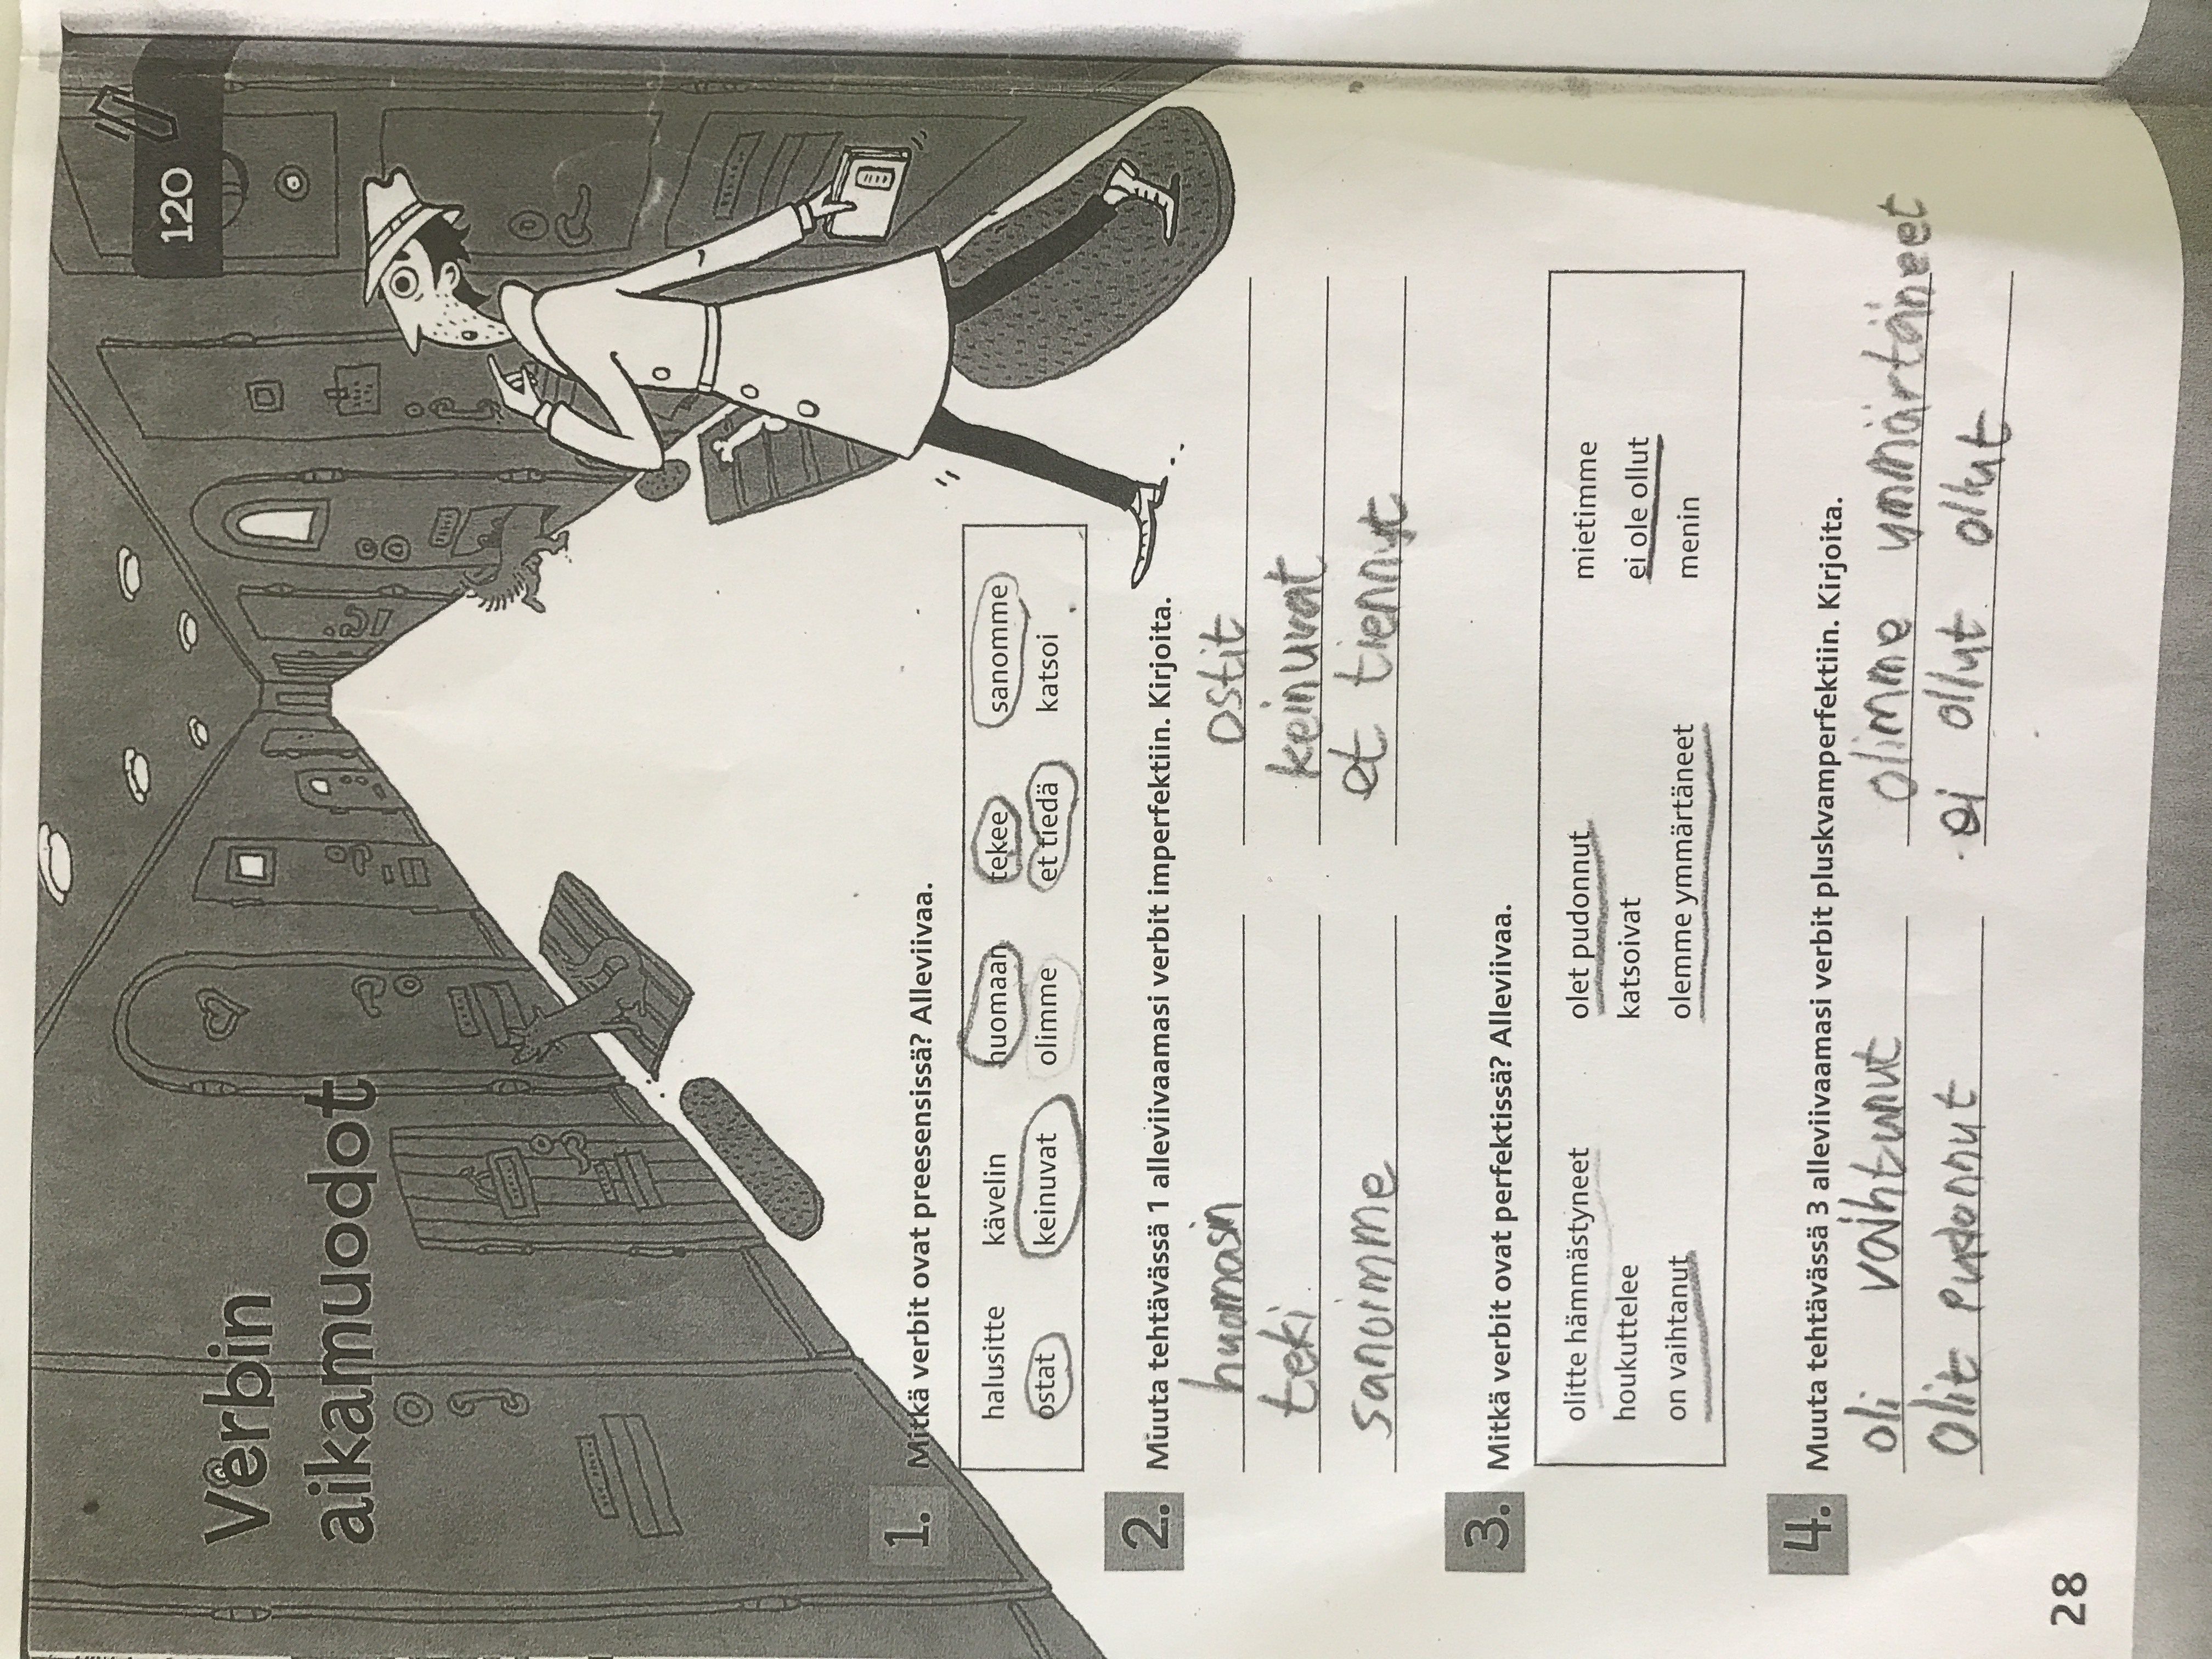 120
Verbin
aikamuodot
1. Mitkä verbit ovat preesensissä? Alleviivaa.
halusitte kävelin huomaan tekee sanomme
ostat keinuvat olimme et tiedä katsoi
2. Muuta tehtävässä 1 alleviivaamasi verbit imperfektiin. Kirjoita.
huomasin ostit
teki keinuvat
sanoimme et tiennyt
3. Mitkä verbit ovat perfektissä? Alleviivaa.
olitte hämmästyneet olet pudonnut mietimme
houkuttelee katsoivat ei ole ollut
on vaihtanut olemme ymmärtäneet menin
4. Muuta tehtävässä 3 alleviivaamasi verbit pluskvamperfektiin. Kirjoita.
oli vaihtunut olimme ymmärtäneet
olit pudonnut ei ollut ollut
28